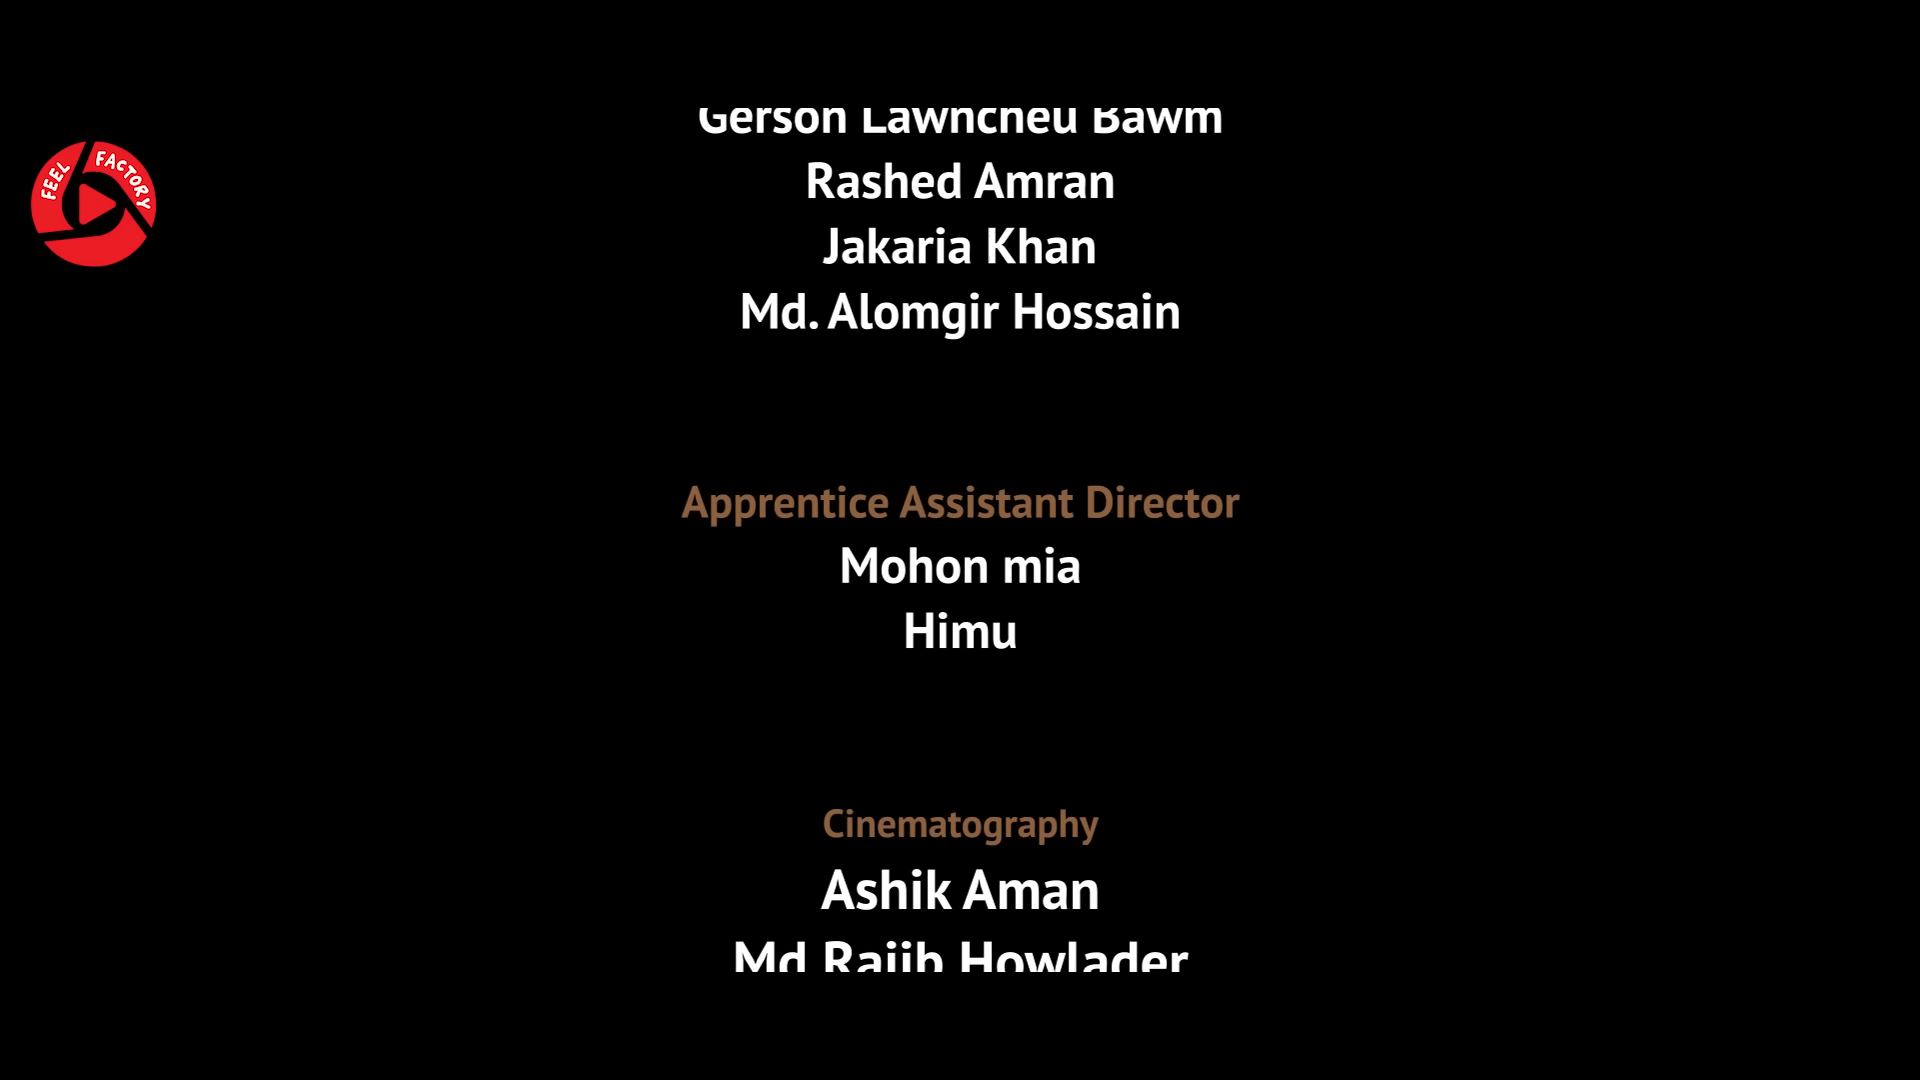 FEEL FACTORY
Gerson Lawncheu Bawm
Rashed Amran
Jakaria Khan
Md. Alomgir Hossain
Apprentice Assistant Director
Mohon mia
Himu
Cinematography
Ashik Aman
Md Rajib Howlader